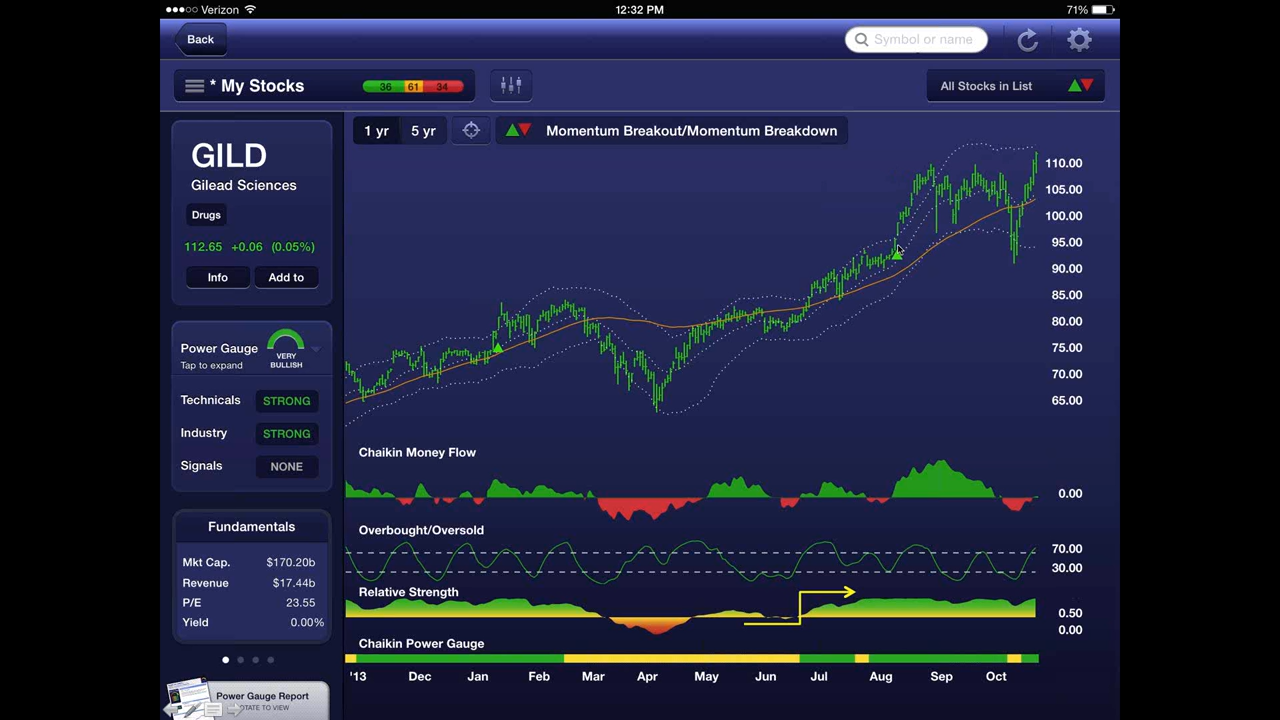 Verizon
12:32 PM
71%
Back
Symbol or name
* My Stocks
36 61 34
All Stocks in List
GILD
Gilead Sciences
Drugs
112.65 +0.06 (0.05%)
Info
Add to
1 yr 5 yr
Momentum Breakout/Momentum Breakdown
110.00
105.00
100.00
95.00
90.00
85.00
80.00
75.00
70.00
65.00
Power Gauge
Tap to expand
VERY
BULLISH
Technicals STRONG
Industry STRONG
Signals NONE
Chaikin Money Flow
0.00
Overbought/Oversold
70.00
30.00
Relative Strength
0.50
0.00
Chaikin Power Gauge
'13 Dec Jan Feb Mar Apr May Jun Jul Aug Sep Oct
Fundamentals
Mkt Cap. $170.20b
Revenue $17.44b
P/E 23.55
Yield 0.00%
Power Gauge Report
TO VIEW